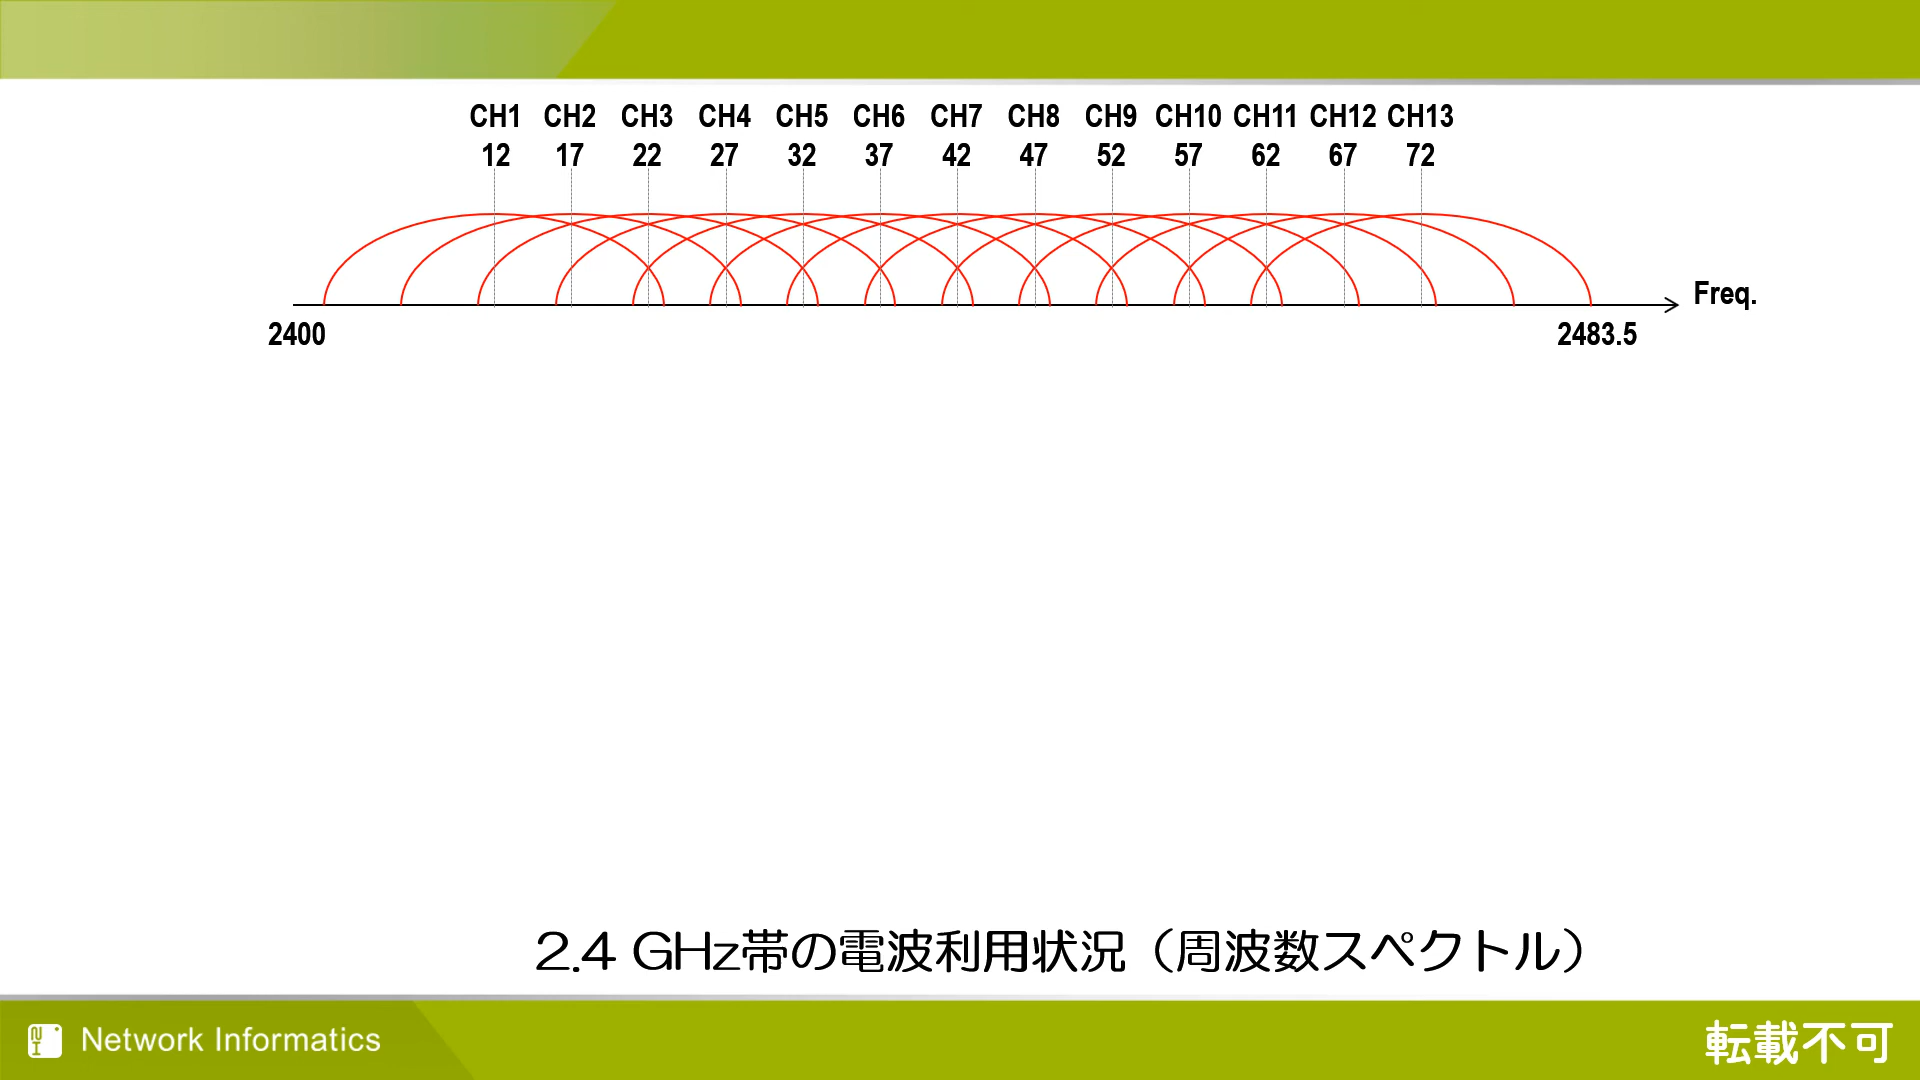 CH1 CH2 CH3 CH4 CH5 CH6 CH7 CH8 CH9 CH10 CH11 CH12 CH13
12 17 22 27 32 37 42 47 52 57 62 67 72
Freq.
2400 2483.5
2.4 GHz帯の電波利用状況（周波数スペクトル）
NI Network Informatics
転載不可